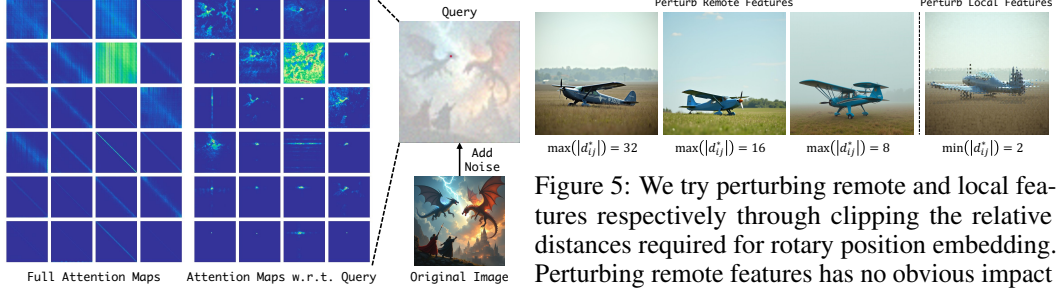 Query
Add
Noise
Full Attention Maps
Attention Maps w.r.t. Query
Original Image
Perturb Remote Features
Perturb Local Features
max(|d*ij|) = 32
max(|d*ij|) = 16
max(|d*ij|) = 8
min(|d*ij|) = 2
Figure 5: We try perturbing remote and local fea-
tures respectively through clipping the relative
distances required for rotary position embedding.
Perturbing remote features has no obvious impact